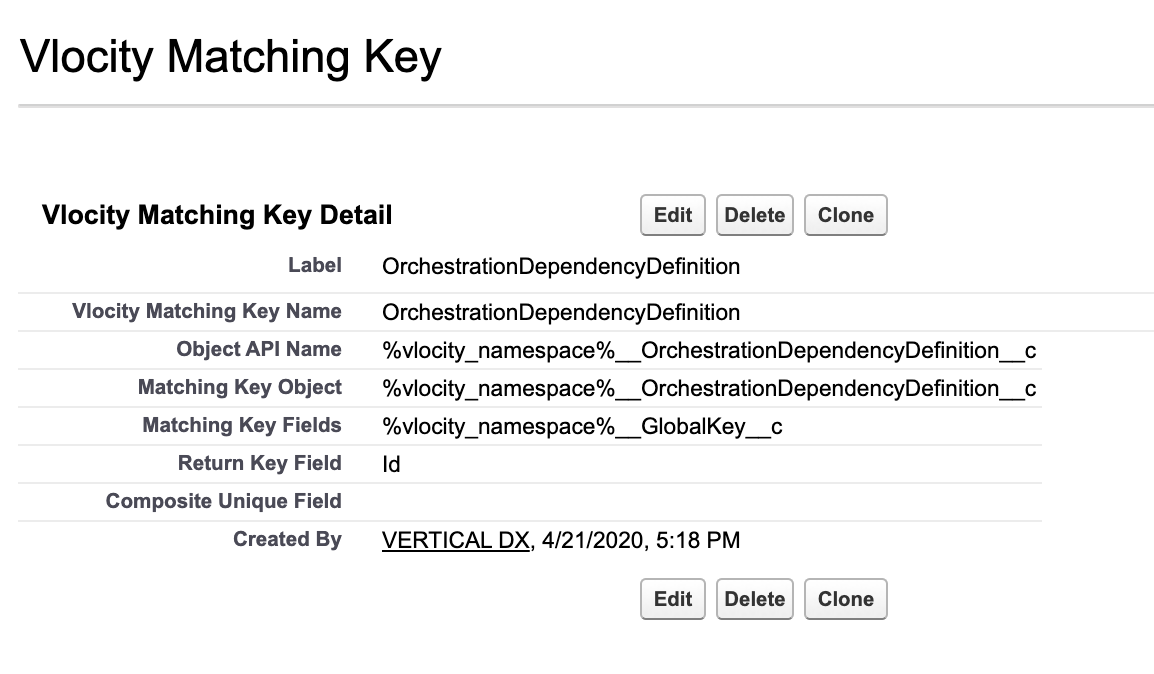 Vlocity Matching Key
Vlocity Matching Key Detail Edit Delete Clone
Label OrchestrationDependencyDefinition
Vlocity Matching Key Name OrchestrationDependencyDefinition
Object API Name %vlocity_namespace%__OrchestrationDependencyDefinition__c
Matching Key Object %vlocity_namespace%__OrchestrationDependencyDefinition__c
Matching Key Fields %vlocity_namespace%__GlobalKey__c
Return Key Field Id
Composite Unique Field
Created By VERTICAL DX, 4/21/2020, 5:18 PM
Edit Delete Clone